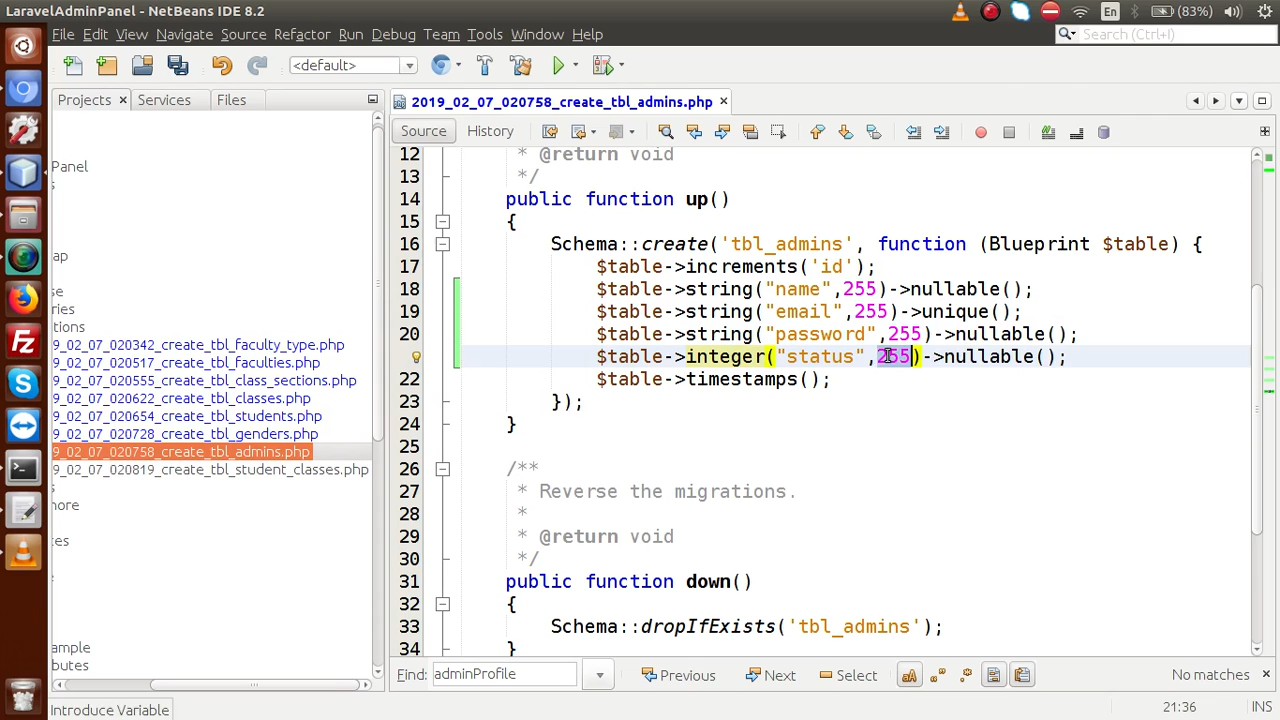 LaravelAdminPanel - NetBeans IDE 8.2
En
(83%)
File Edit View Navigate Source Refactor Run Debug Team Tools Window Help
Search (Ctrl+I)
<default>
Projects
Services
Files
2019_02_07_020758_create_tbl_admins.php
Source
History
Panel
s
ap
se
ries
tions
9_02_07_020342_create_tbl_faculty_type.php
9_02_07_020517_create_tbl_faculties.php
9_02_07_020550_create_tbl_class_sections.php
9_02_07_020622_create_tbl_classes.php
9_02_07_020654_create_tbl_students.php
9_02_07_020728_create_tbl_genders.php
9_02_07_020758_create_tbl_admins.php
9_02_07_020819_create_tbl_student_classes.php
s
more
ces
e
ample
butes
12 * @return void
13 */
14 public function up()
15 {
16 Schema::create('tbl_admins', function (Blueprint $table) {
17 $table->increments('id');
18 $table->string("name",255)->nullable();
19 $table->string("email",255)->unique();
20 $table->string("password",255)->nullable();
$table->integer("status",255)->nullable();
22 $table->timestamps();
23 });
24 }
25
26 /**
27 * Reverse the migrations.
28 *
29 * @return void
30 */
31 public function down()
32 {
33 Schema::dropIfExists('tbl_admins');
34 }
Find: adminProfile
Previous
Next
Select
aA
No matches
Introduce Variable
21:36
INS